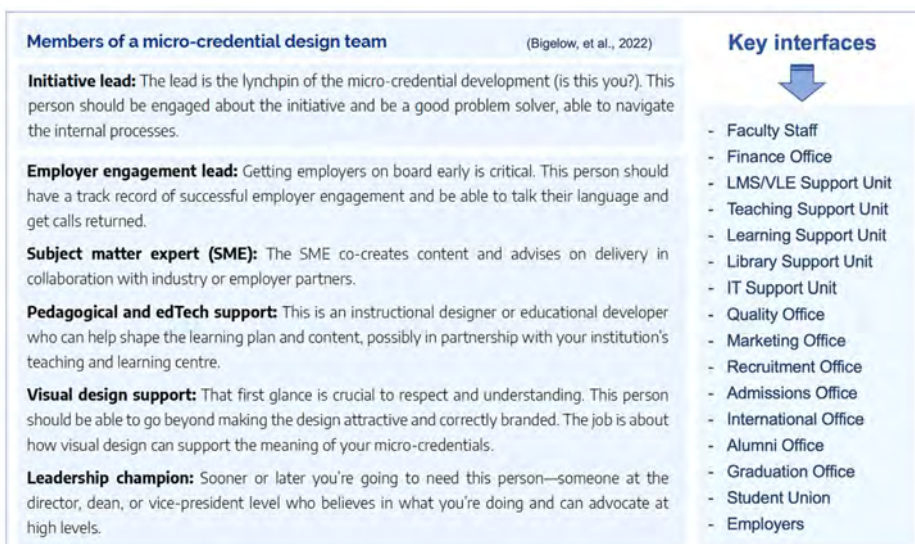 Members of a micro-credential design team (Bigelow, et al., 2022)
Initiative lead: The lead is the lynchpin of the micro-credential development (is this you?). This
person should be engaged about the initiative and be a good problem solver, able to navigate
the internal processes.
Employer engagement lead: Getting employers on board early is critical. This person should
have a track record of successful employer engagement and be able to talk their language and
get calls returned.
Subject matter expert (SME): The SME co-creates content and advises on delivery in
collaboration with industry or employer partners.
Pedagogical and edTech support: This is an instructional designer or educational developer
who can help shape the learning plan and content, possibly in partnership with your institution's
teaching and learning centre.
Visual design support: That first glance is crucial to respect and understanding. This person
should be able to go beyond making the design attractive and correctly branded. The job is about
how visual design can support the meaning of your micro-credentials.
Leadership champion: Sooner or later you're going to need this person—someone at the
director, dean, or vice-president level who believes in what you're doing and can advocate at
high levels.
Key interfaces
- Faculty Staff
- Finance Office
- LMS/VLE Support Unit
- Teaching Support Unit
- Learning Support Unit
- Library Support Unit
- IT Support Unit
- Quality Office
- Marketing Office
- Recruitment Office
- Admissions Office
- International Office
- Alumni Office
- Graduation Office
- Student Union
- Employers